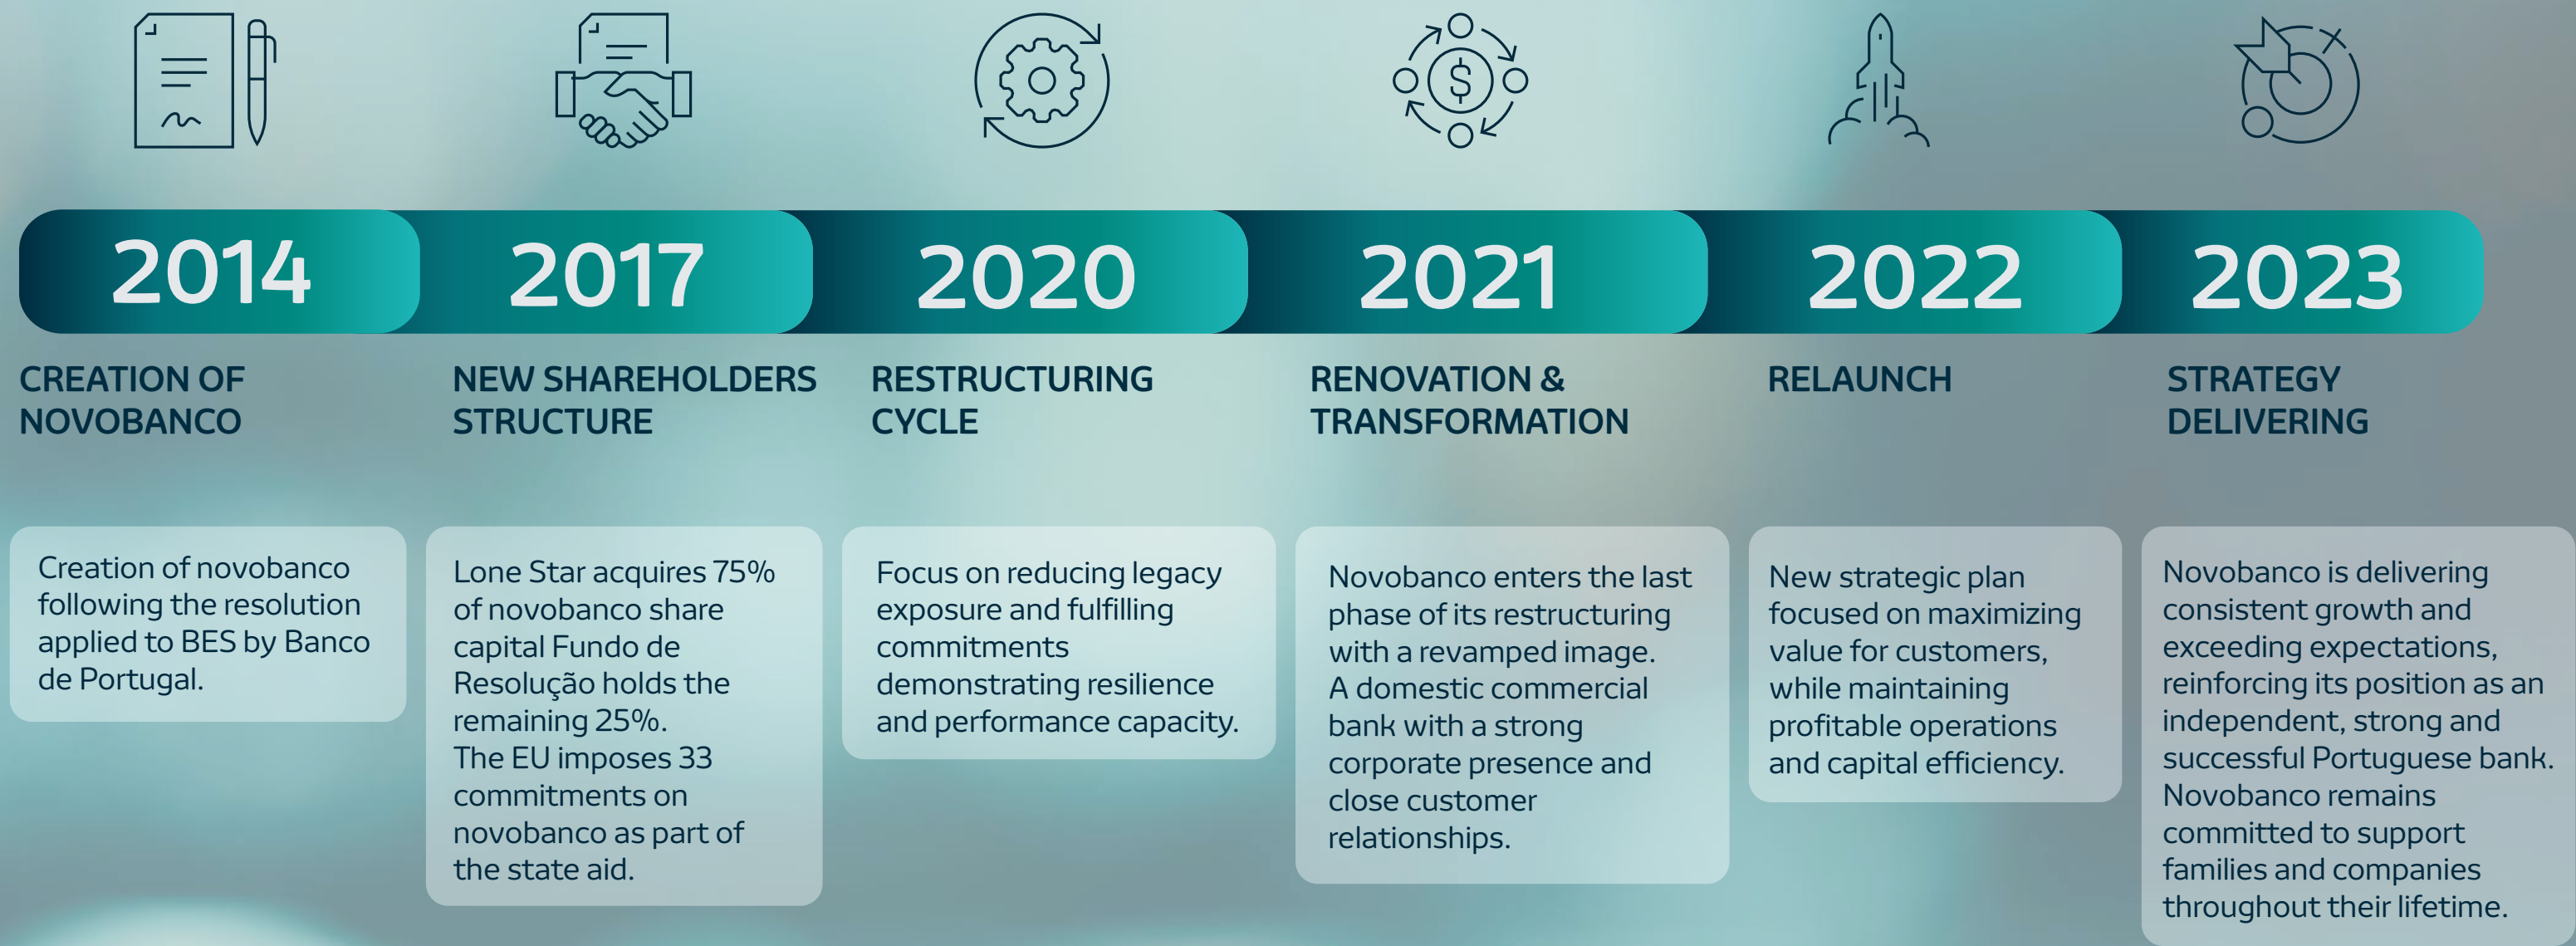 2014
2017
2020
2021
2022
2023
CREATION OF
NOVOBANCO
NEW SHAREHOLDERS
STRUCTURE
RESTRUCTURING
CYCLE
RENOVATION &
TRANSFORMATION
RELAUNCH
STRATEGY
DELIVERING
Creation of novobanco
following the resolution
applied to BES by Banco
de Portugal.
Lone Star acquires 75%
of novobanco share
capital Fundo de
Resolução holds the
remaining 25%.
The EU imposes 33
commitments on
novobanco as part of
the state aid.
Focus on reducing legacy
exposure and fulfilling
commitments
demonstrating resilience
and performance capacity.
Novobanco enters the last
phase of its restructuring
with a revamped image.
A domestic commercial
bank with a strong
corporate presence and
close customer
relationships.
New strategic plan
focused on maximizing
value for customers,
while maintaining
profitable operations
and capital efficiency.
Novobanco is delivering
consistent growth and
exceeding expectations,
reinforcing its position as an
independent, strong and
successful Portuguese bank.
Novobanco remains
committed to support
families and companies
throughout their lifetime.